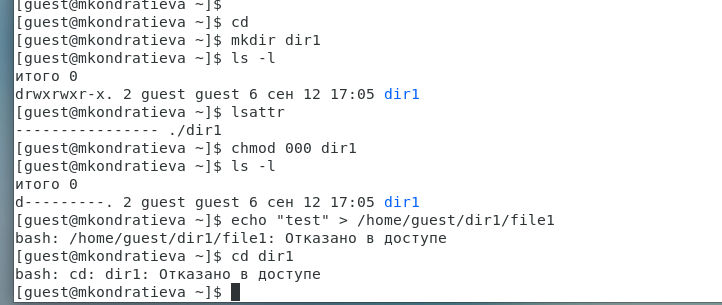 [guest@mkondratieva ~]$
[guest@mkondratieva ~]$ cd
[guest@mkondratieva ~]$ mkdir dir1
[guest@mkondratieva ~]$ ls -l
итого 0
drwxrwxr-x. 2 guest guest 6 сен 12 17:05 dir1
[guest@mkondratieva ~]$ lsattr
---------------- ./dir1
[guest@mkondratieva ~]$ chmod 000 dir1
[guest@mkondratieva ~]$ ls -l
итого 0
d---------. 2 guest guest 6 сен 12 17:05 dir1
[guest@mkondratieva ~]$ echo "test" > /home/guest/dir1/file1
bash: /home/guest/dir1/file1: Отказано в доступе
[guest@mkondratieva ~]$ cd dir1
bash: cd: dir1: Отказано в доступе
[guest@mkondratieva ~]$